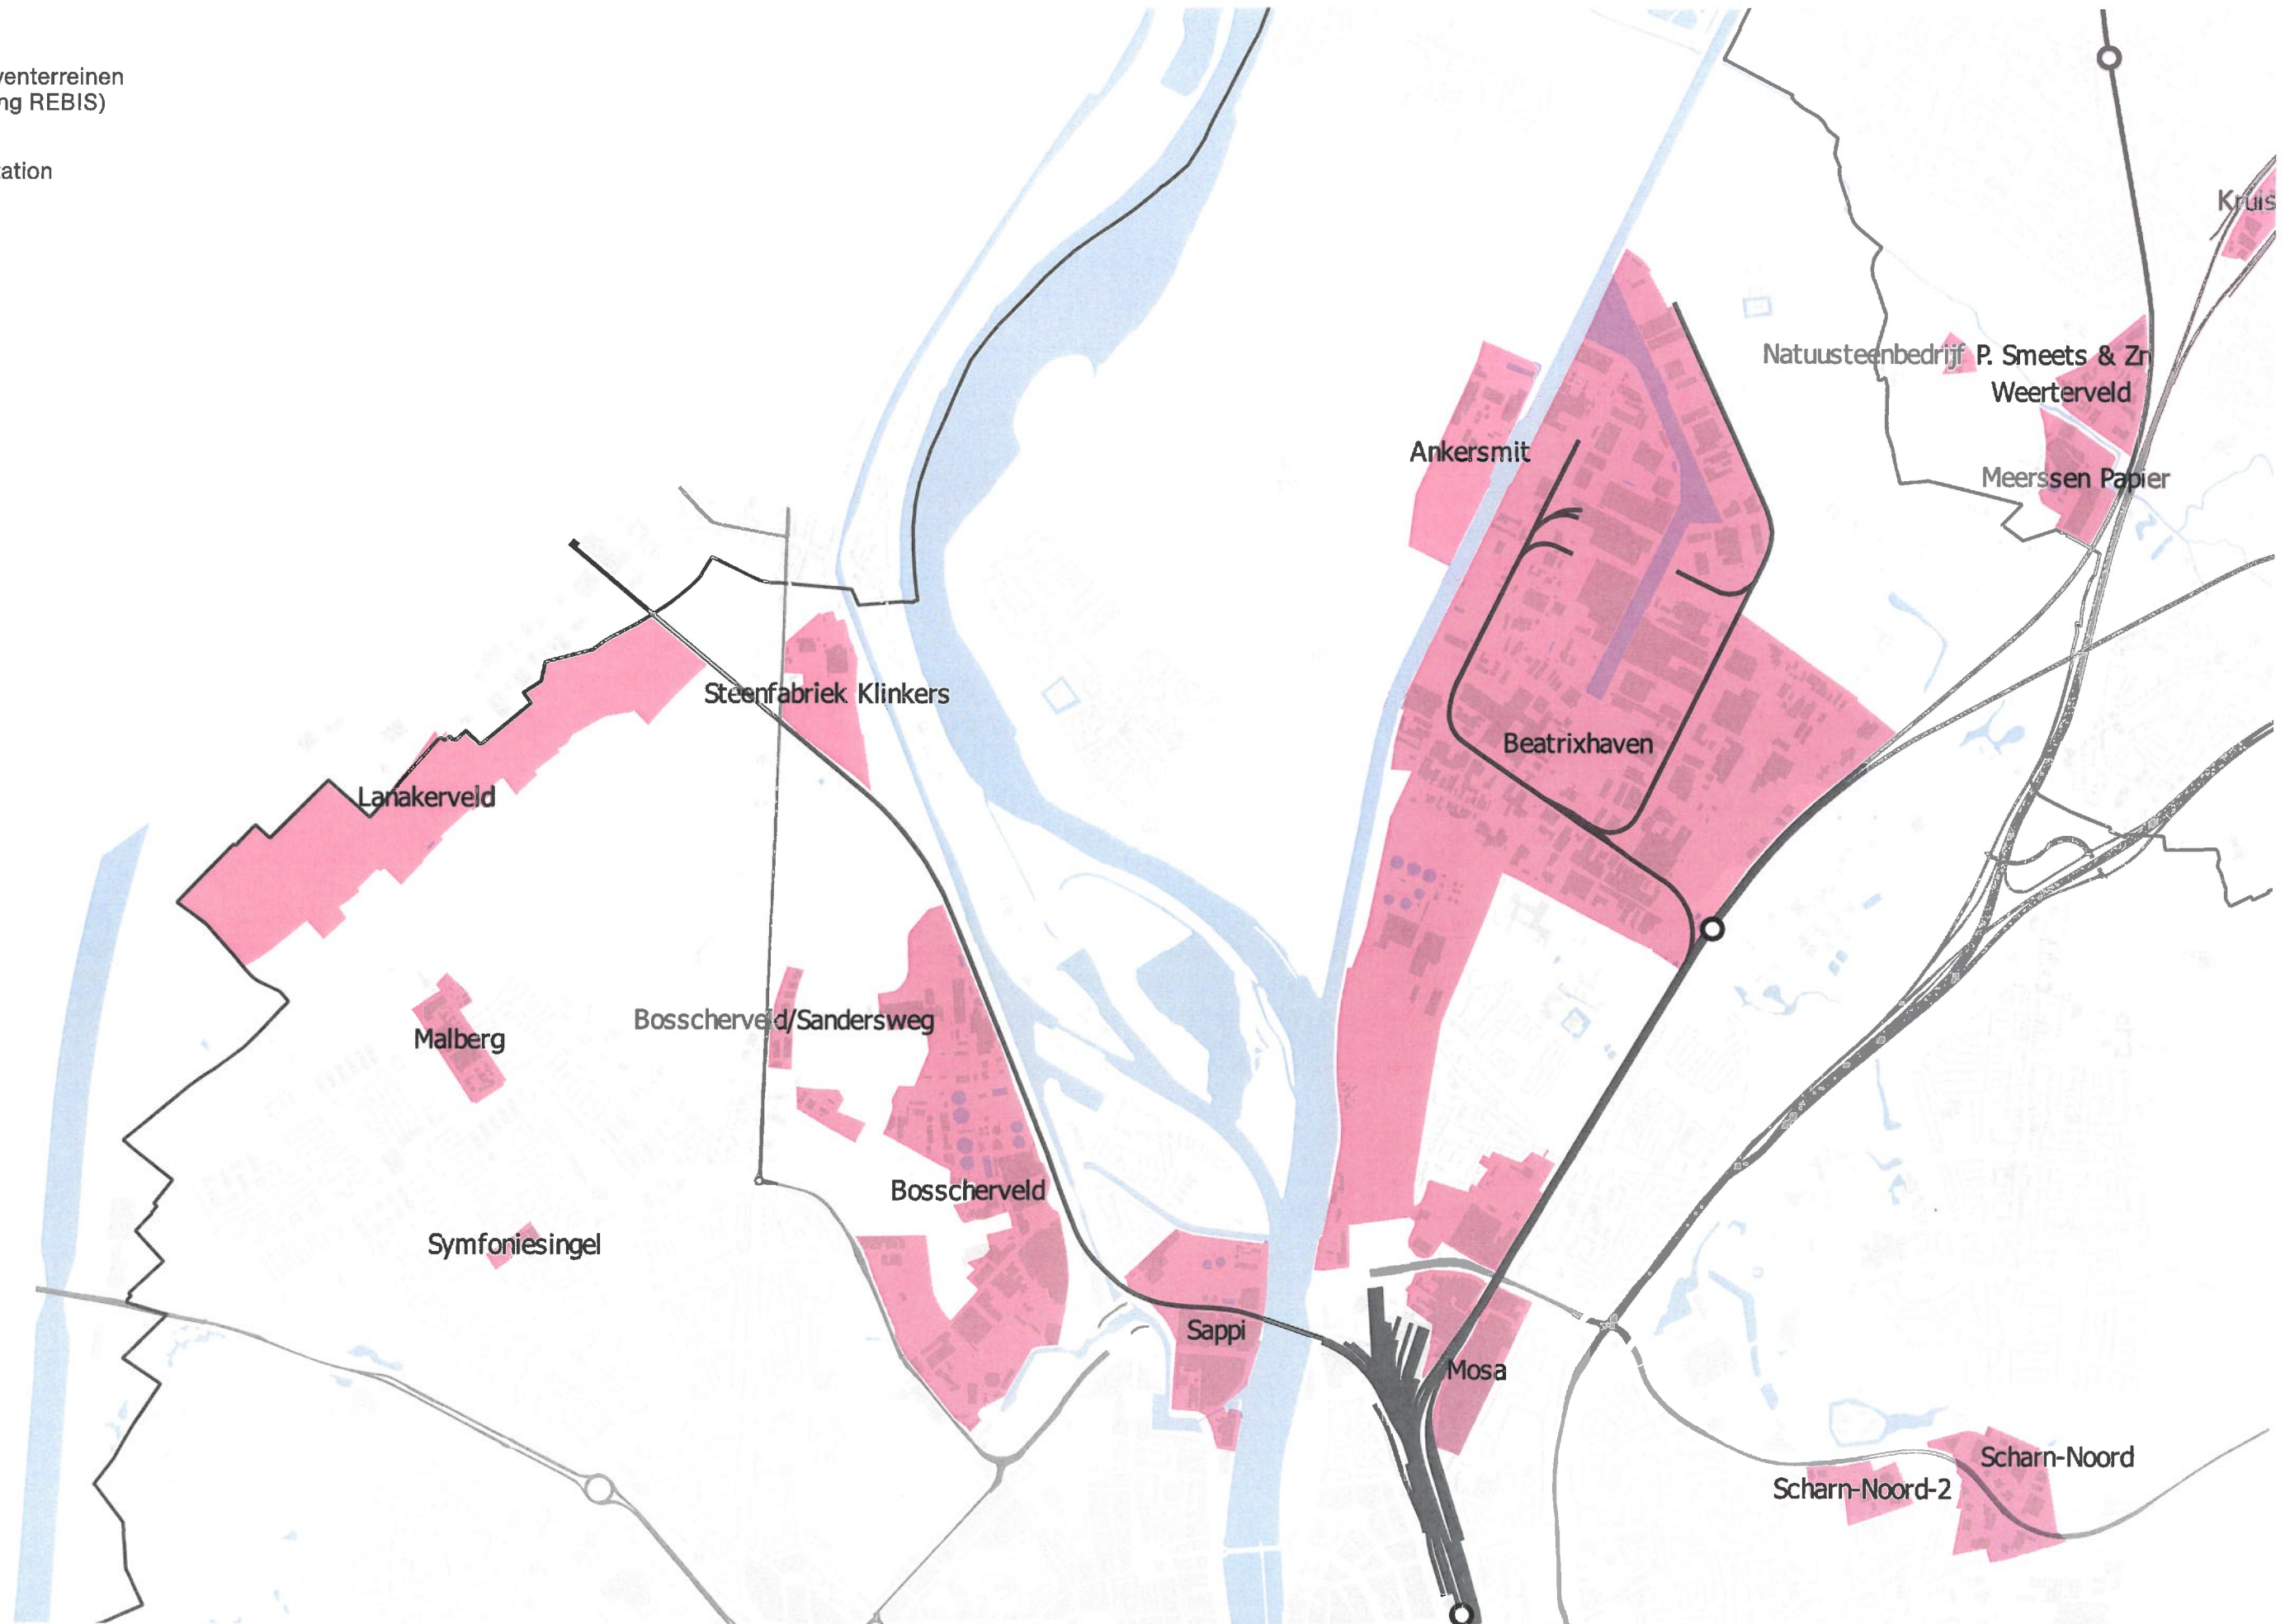 venterreinen
ng REBIS)
tation
Kruis
Natuusteenbedrijf P. Smeets & Zn
Weerterveld
Ankersmit
Meerssen Papier
Steenfabriek Klinkers
Beatrixhaven
Lanakerveld
Bosscherveld/Sandersweg
Malberg
Bosscherveld
Symfoniesingel
Sappi
Mosa
Scharn-Noord
Scharn-Noord-2